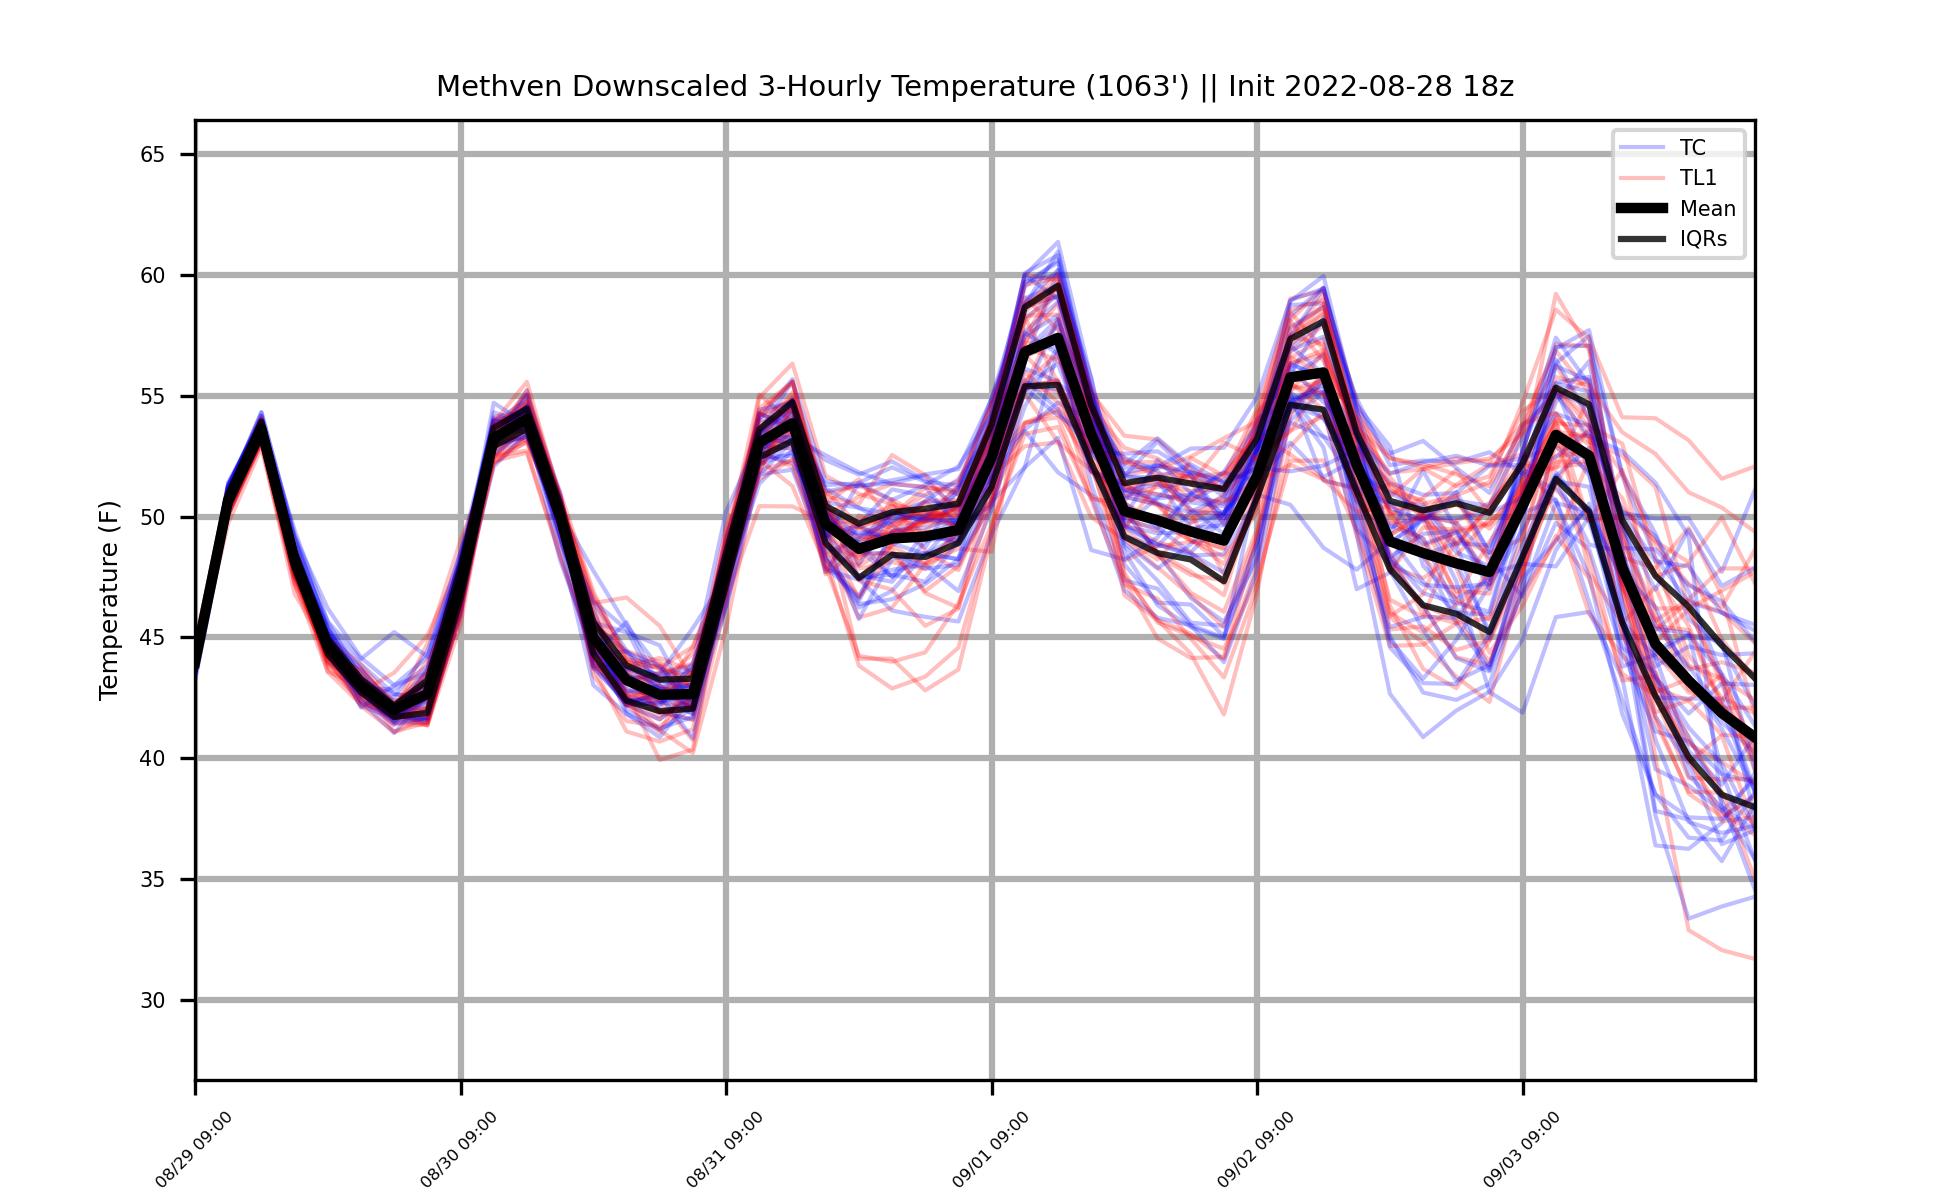 Methven Downscaled 3-Hourly Temperature (1063') || Init 2022-08-28 18z
TC
TL1
Mean
IQRs
Temperature (F)
65
60
55
50
45
40
35
30
08/29 09:00
08/30 09:00
08/31 09:00
09/01 09:00
09/02 09:00
09/03 09:00